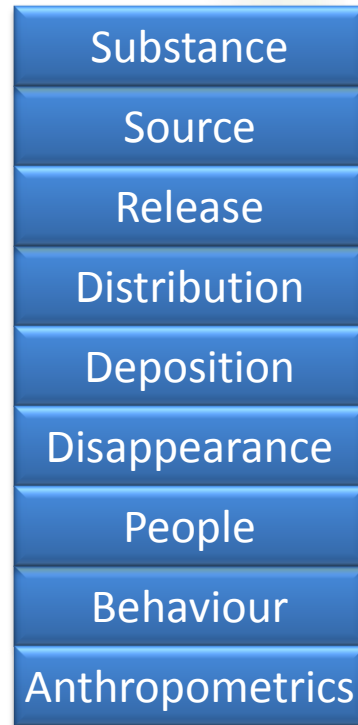 Substance
Source
Release
Distribution
Deposition
Disappearance
People
Behaviour
Anthropometrics